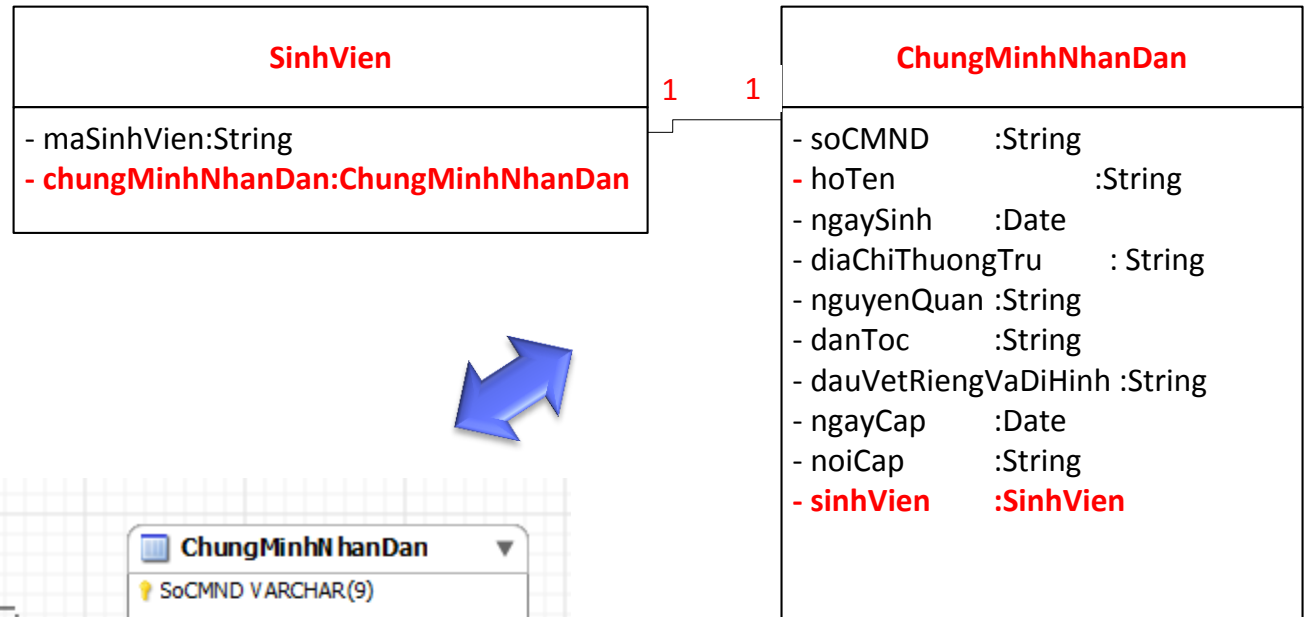 SinhVien
- maSinhVien:String
- chungMinhNhanDan:ChungMinhNhanDan
1 1
ChungMinhNhanDan
- soCMND :String
- hoTen :String
- ngaySinh :Date
- diaChiThuongTru : String
- nguyenQuan :String
- danToc :String
- dauVetRiengVaDiHinh :String
- ngayCap :Date
- noiCap :String
- sinhVien :SinhVien
ChungMinhNhanDan
SoCMND VARCHAR(9)